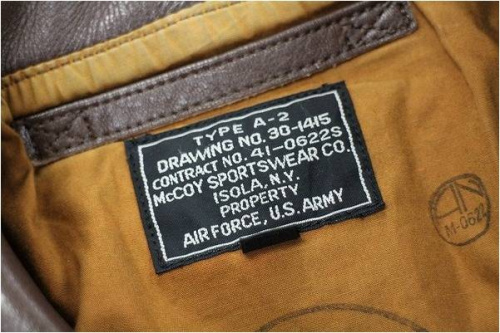 TYPE A-2
DRAWING NO. 30-1415
CONTRACT NO. 41-0622S
McCOY SPORTSWEAR CO.
ISOLA, N.Y.
PROPERTY
AIR FORCE, U.S. ARMY
AN
M-0622